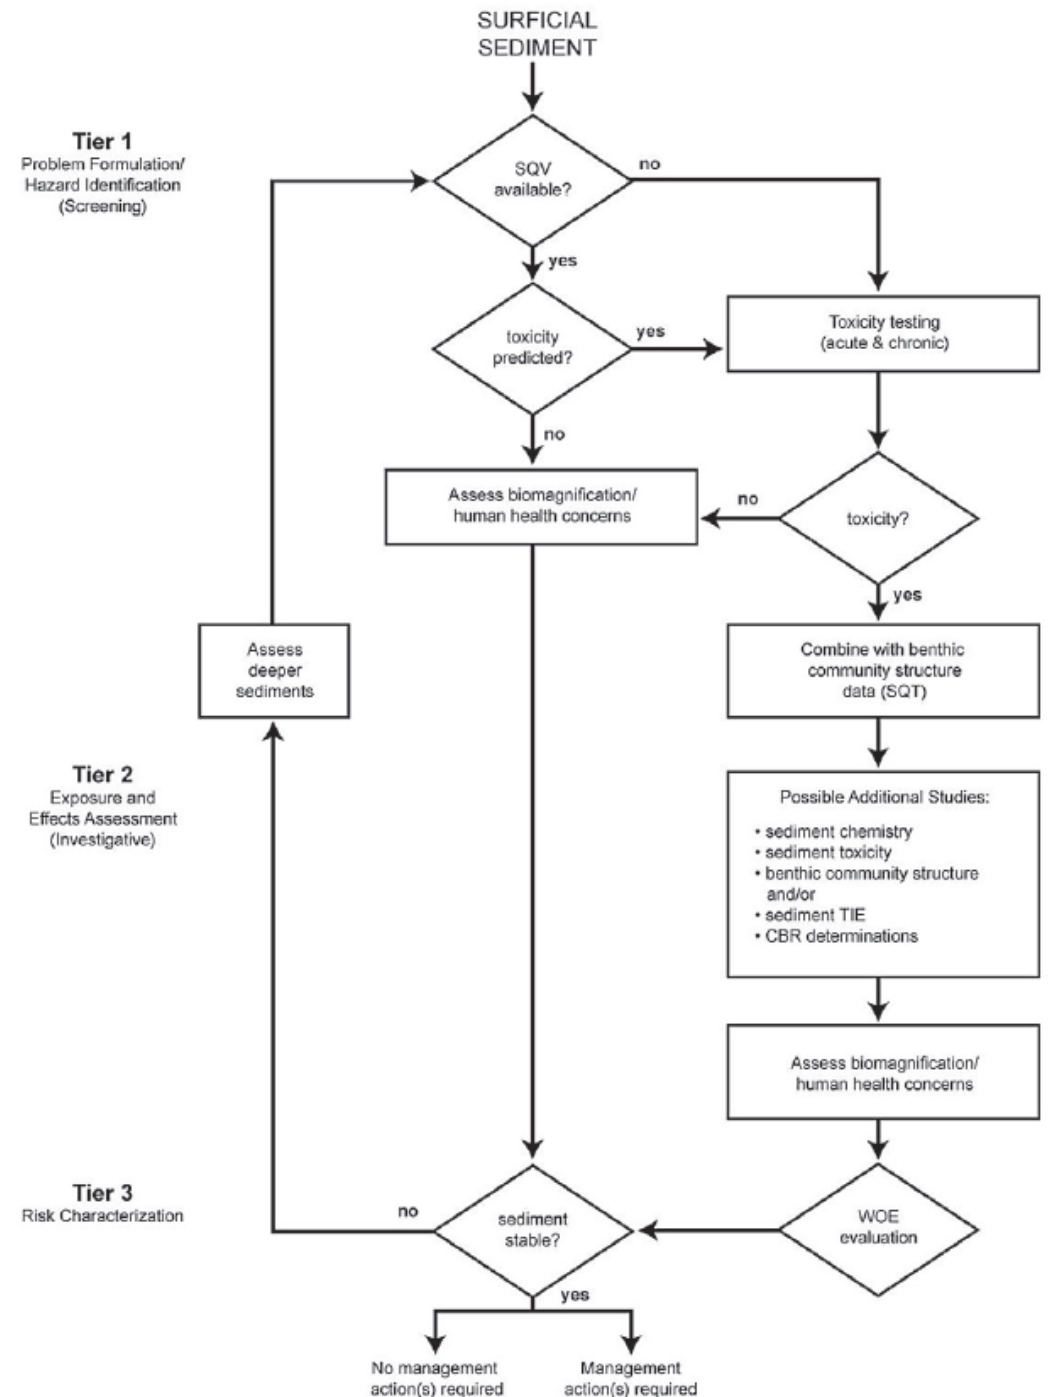 SURFICIAL
SEDIMENT
Tier 1
Problem Formulation/
Hazard Identification
(Screening)
SQV
available?
no
yes
toxicity
predicted?
yes
Toxicity testing
(acute & chronic)
no
Assess biomagnification/
human health concerns
no
toxicity?
yes
Assess
deeper
sediments
Combine with benthic
community structure
data (SQT)
Tier 2
Exposure and
Effects Assessment
(Investigative)
Possible Additional Studies:
• sediment chemistry
• sediment toxicity
• benthic community structure
and/or
• sediment TIE
• CBR determinations
Assess biomagnification/
human health concerns
Tier 3
Risk Characterization
no
sediment
stable?
WOE
evaluation
yes
No management
action(s) required
Management
action(s) required